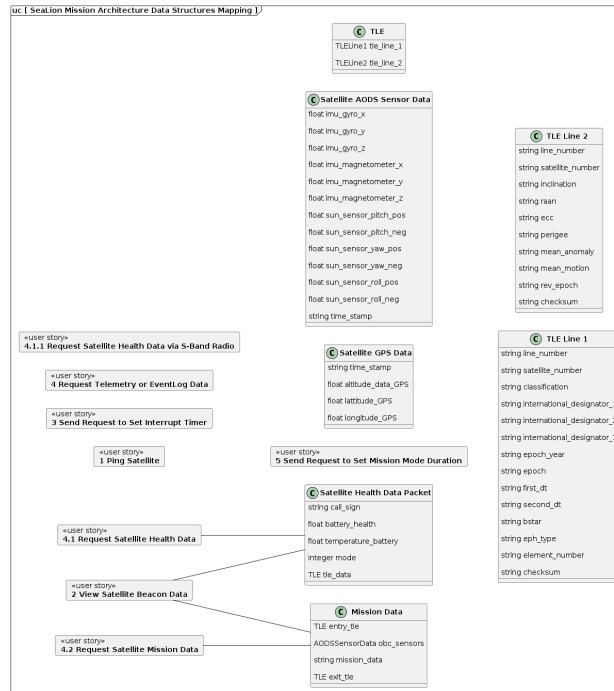 uc [ SeaLion Mission Architecture Data Structures Mapping ]
C TLE
TLELine1 tle_line_1
TLELine2 tle_line_2
C Satellite AODS Sensor Data
float imu_gyro_x
float imu_gyro_y
float imu_gyro_z
float imu_magnetometer_x
float imu_magnetometer_y
float imu_magnetometer_z
float sun_sensor_pitch_pos
float sun_sensor_pitch_neg
float sun_sensor_yaw_pos
float sun_sensor_yaw_neg
float sun_sensor_roll_pos
float sun_sensor_roll_neg
string time_stamp
C TLE Line 2
string line_number
string satellite_number
string inclination
string raan
string ecc
string perigee
string mean_anomaly
string mean_motion
string rev_epoch
string checksum
«user story»
4.1.1 Request Satellite Health Data via S-Band Radio
«user story»
4 Request Telemetry or EventLog Data
«user story»
3 Send Request to Set Interrupt Timer
«user story»
1 Ping Satellite
C Satellite GPS Data
string time_stamp
float altitude_data_GPS
float lattitude_GPS
float longitude_GPS
«user story»
5 Send Request to Set Mission Mode Duration
C TLE Line 1
string line_number
string satellite_number
string classification
string international_designator_
string international_designator_
string international_designator_
string epoch_year
string epoch
string first_dt
string second_dt
string bstar
string eph_type
string element_number
string checksum
C Satellite Health Data Packet
string call_sign
float battery_health
float temperature_battery
integer mode
TLE tle_data
«user story»
4.1 Request Satellite Health Data
«user story»
2 View Satellite Beacon Data
«user story»
4.2 Request Satellite Mission Data
C Mission Data
TLE entry_tle
AODSSensorData obc_sensors
string mission_data
TLE exit_tle